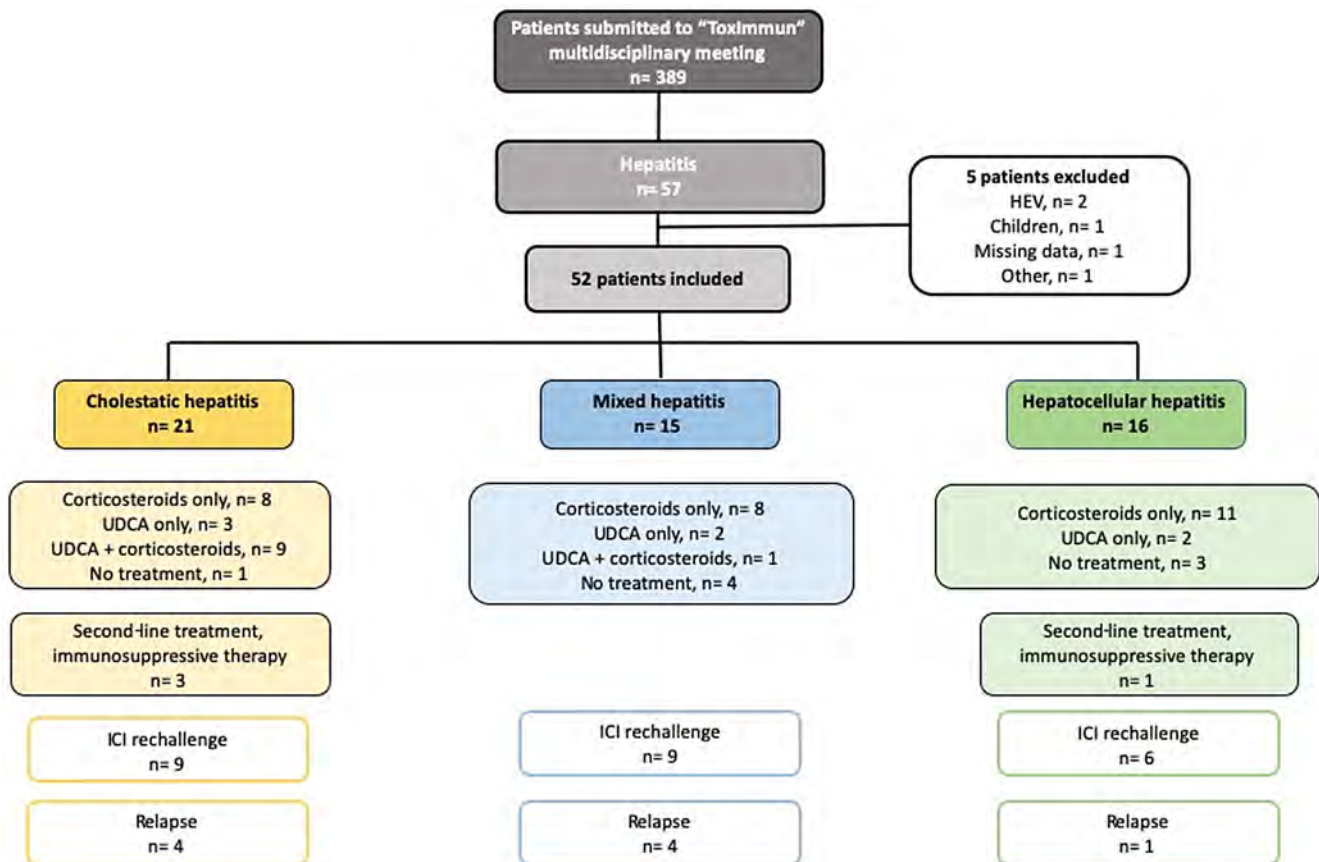 Patients submitted to “ToxImmun”
multidisciplinary meeting
n= 389
Hepatitis
n= 57
5 patients excluded
HEV, n= 2
Children, n= 1
Missing data, n= 1
Other, n= 1
52 patients included
Cholestatic hepatitis
n= 21
Mixed hepatitis
n= 15
Hepatocellular hepatitis
n= 16
Corticosteroids only, n= 8
UDCA only, n= 3
UDCA + corticosteroids, n= 9
No treatment, n= 1
Corticosteroids only, n= 8
UDCA only, n= 2
UDCA + corticosteroids, n= 1
No treatment, n= 4
Corticosteroids only, n= 11
UDCA only, n= 2
No treatment, n= 3
Second-line treatment,
immunosuppressive therapy
n= 3
Second-line treatment,
immunosuppressive therapy
n= 1
ICI rechallenge
n= 9
ICI rechallenge
n= 9
ICI rechallenge
n= 6
Relapse
n= 4
Relapse
n= 4
Relapse
n= 1